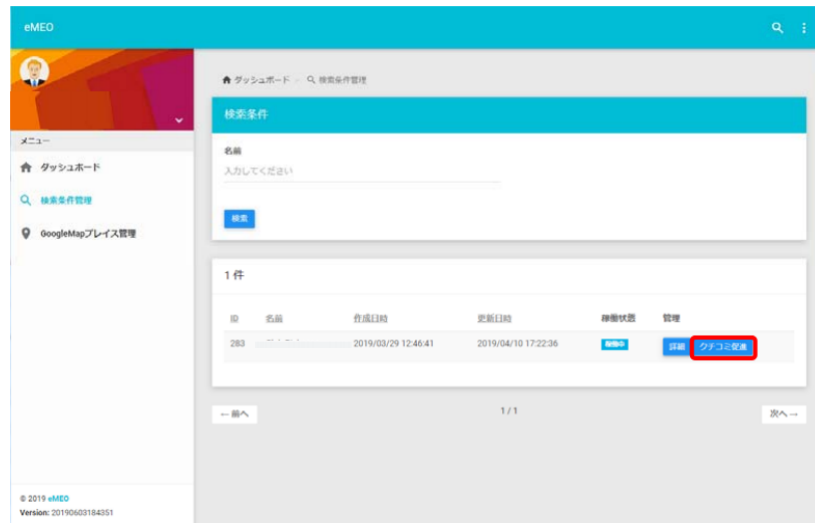 eMEO
ダッシュボード - 検索条件管理
検索条件
メニュー
名前
ダッシュボード
入力してください
検索条件管理
検索
GoogleMapプレイス管理
1 件
ID 名前 作成日時 更新日時 稼働状態 管理
283 2019/03/29 12:46:41 2019/04/10 17:22:36 稼働中 詳細 クチコミ促進
← 前へ 1 / 1 次へ →
© 2019 eMEO
Version: 20190603184351